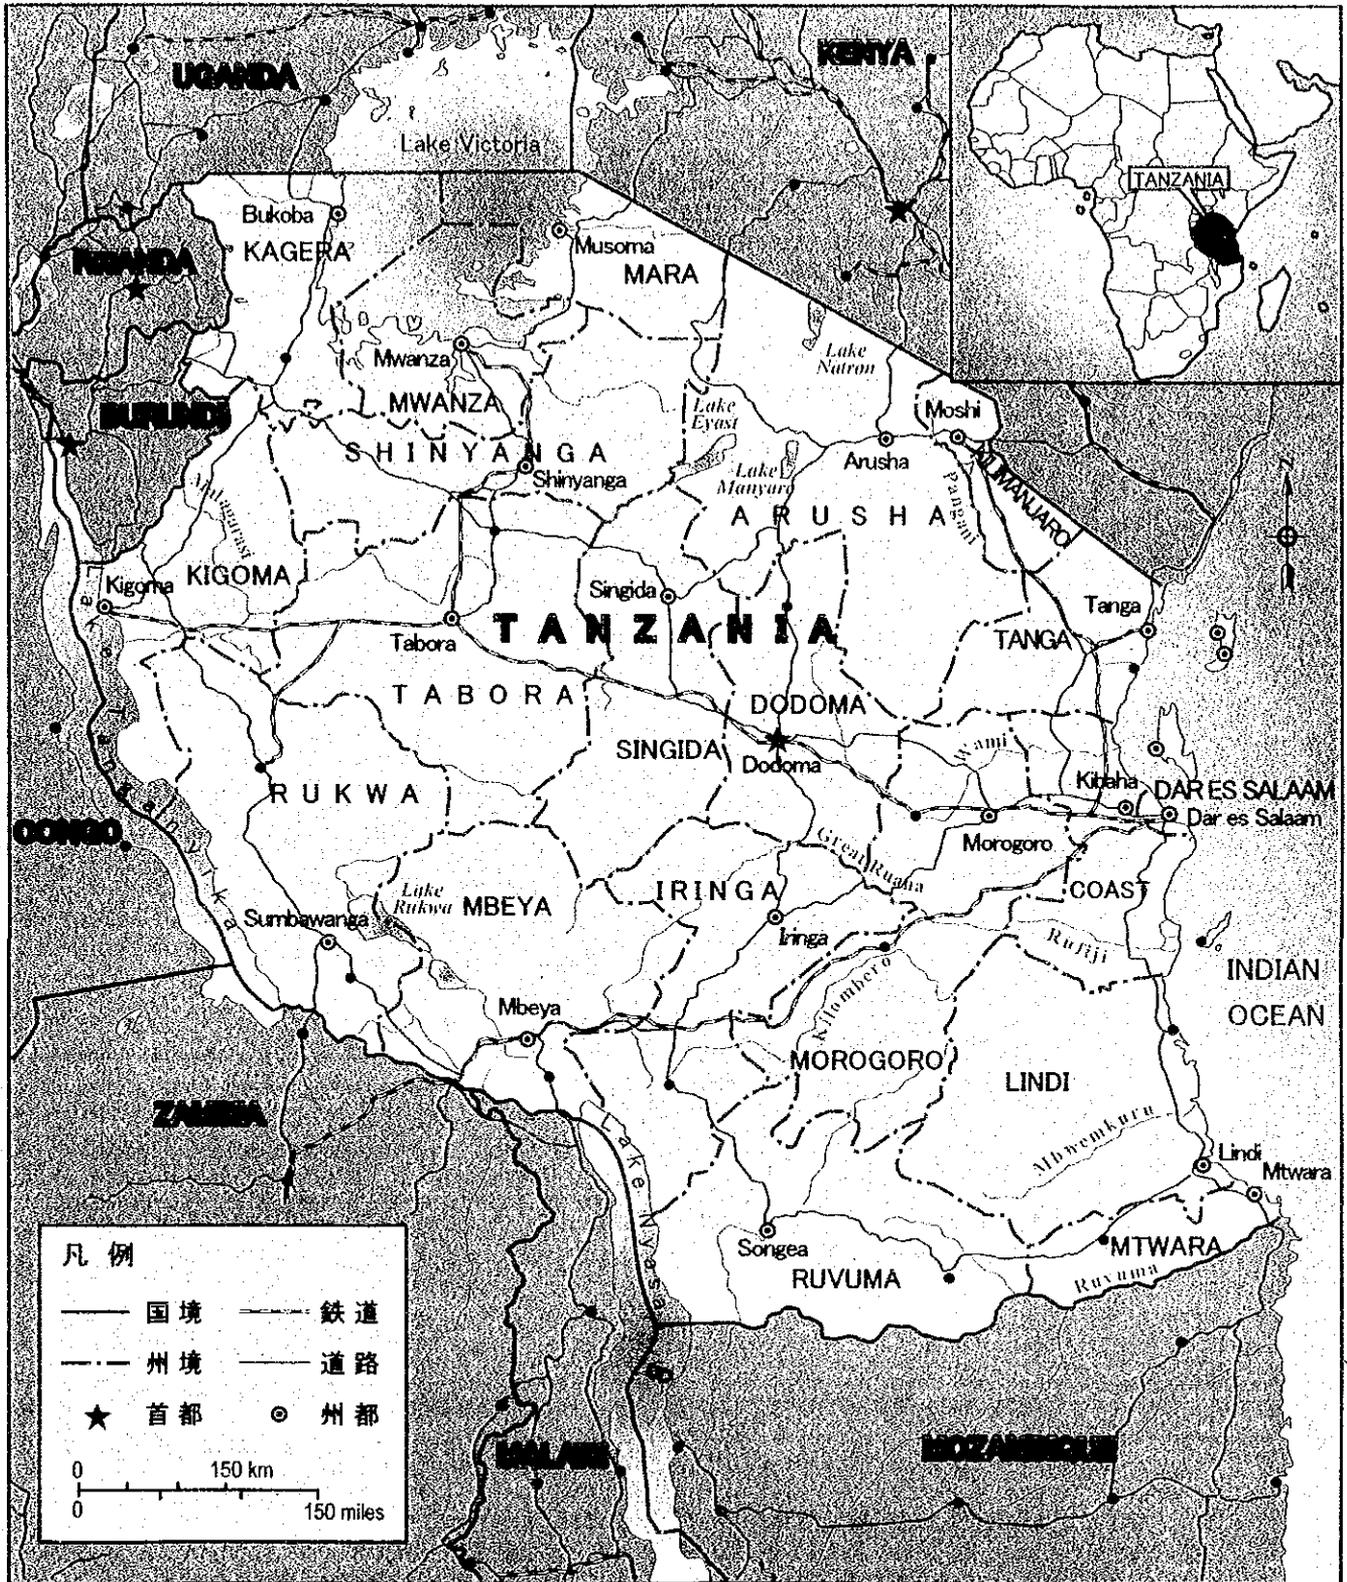 UGANDA
KENYA
Lake Victoria
TANZANIA
Bukoba
KAGERA
Musoma
MARA
RWANDA
Mwanza
MWANZA
Lake
Natron
BURUNDI
Lake
Eyasi
Moshi
SHINYANGA
Shinyanga
Arusha
Lake
Manyara
KILIMANJARO
Pangani
ARUSHA
Malagarasi
N
Kigoma
KIGOMA
Singida
Tanga
TANZANIA
Tabora
TANGA
TABORA
DODOMA
SINGIDA
Dodoma
Wami
Lake Tanganyika
RUKWA
Kibaha
DAR ES SALAAM
Dar es Salaam
CONGO
Morogoro
Great Ruaha
Lake
Rukwa
MBEYA
IRINGA
COAST
Sumbawanga
Iringa
Rufiji
INDIAN
OCEAN
Kilombero
Mbeya
MOROGORO
LINDI
ZAMBIA
Mbwemkuru
Lake Nyasa
Lindi
Mtwara
Songea
RUVUMA
MTWARA
Ruvuma
凡例
国境 鉄道
州境 道路
首都 州都
0 150 km
0 150 miles
MALAWI
MOZAMBIQUE